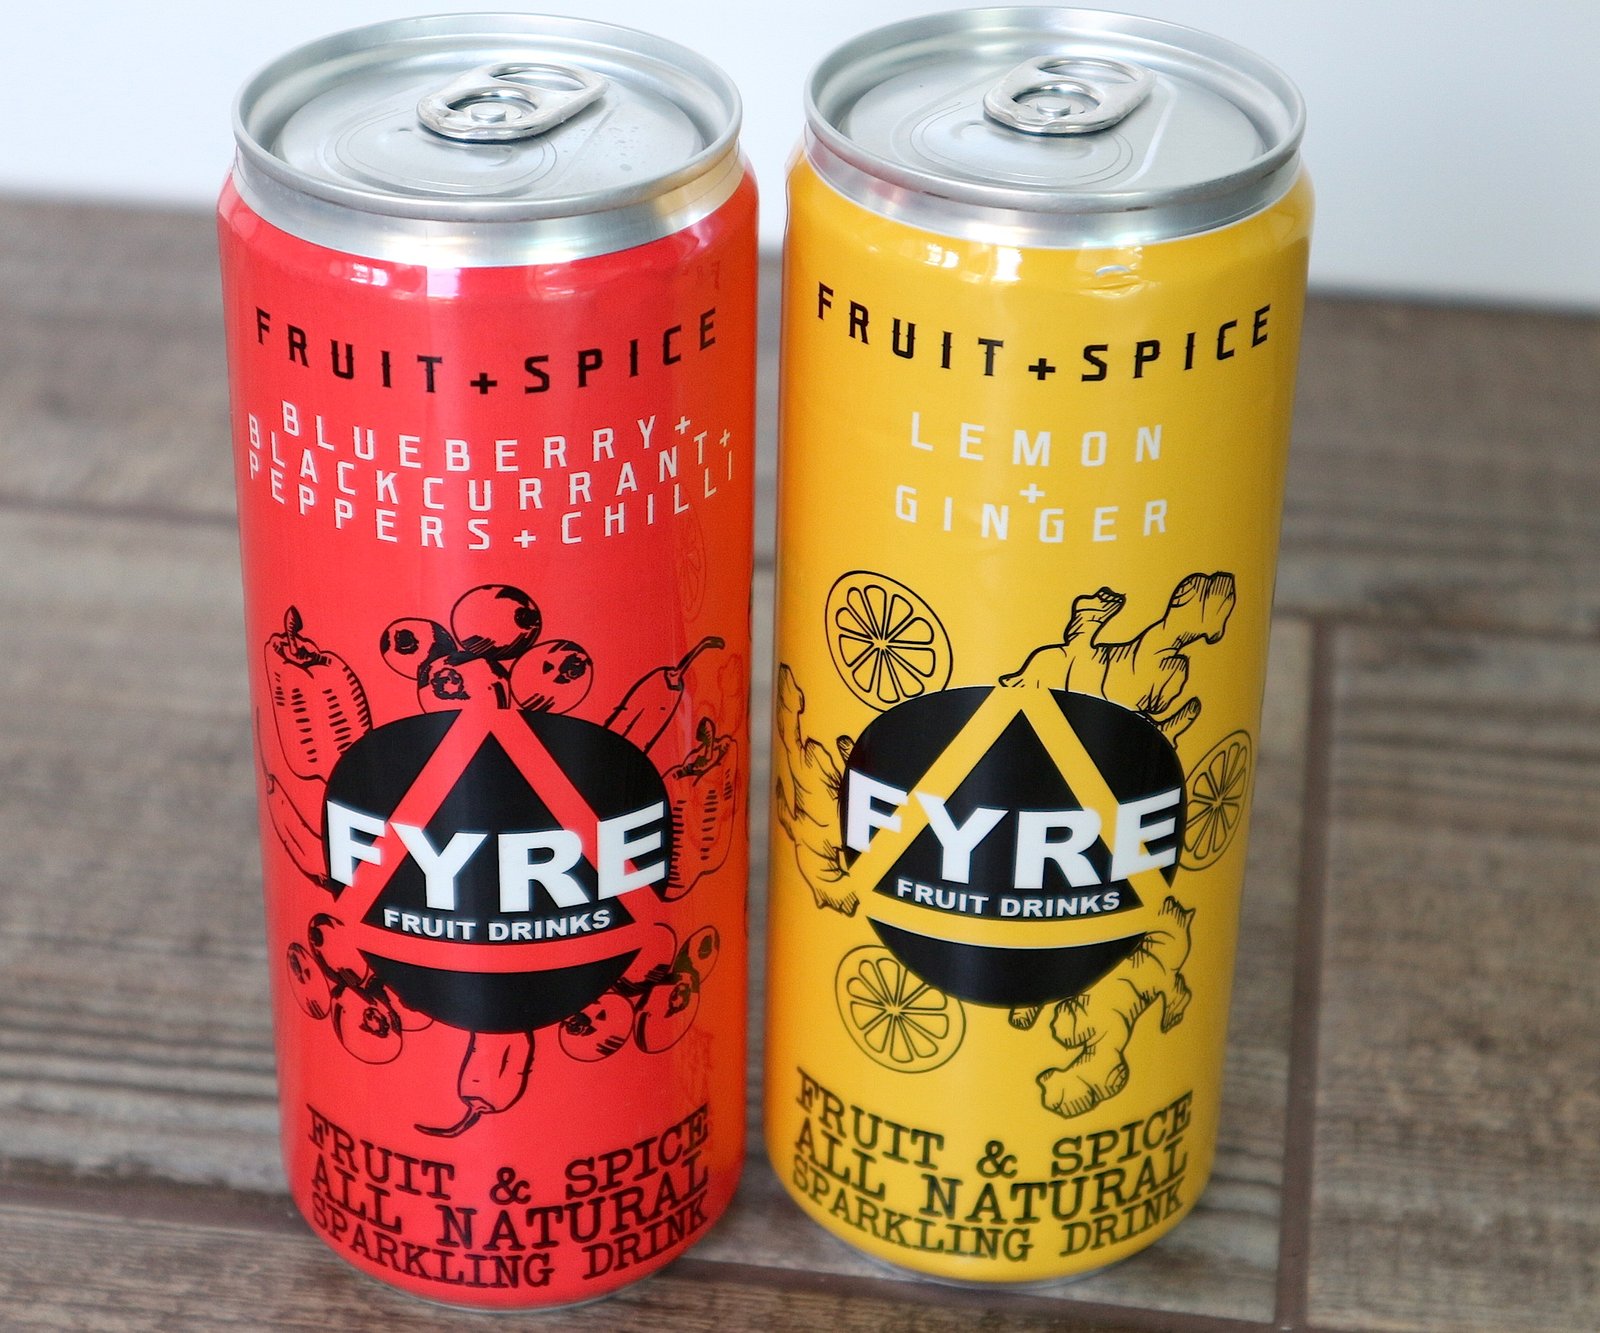 FRUIT+SPICE
BLUEBERRY+
BLACKCURRANT+
PEPPERS+CHILLI
FYRE
FRUIT DRINKS
FRUIT & SPICE
ALL NATURAL
SPARKLING DRINK
FRUIT+SPICE
LEMON
+
GINGER
FYRE
FRUIT DRINKS
FRUIT & SPICE
ALL NATURAL
SPARKLING DRINK